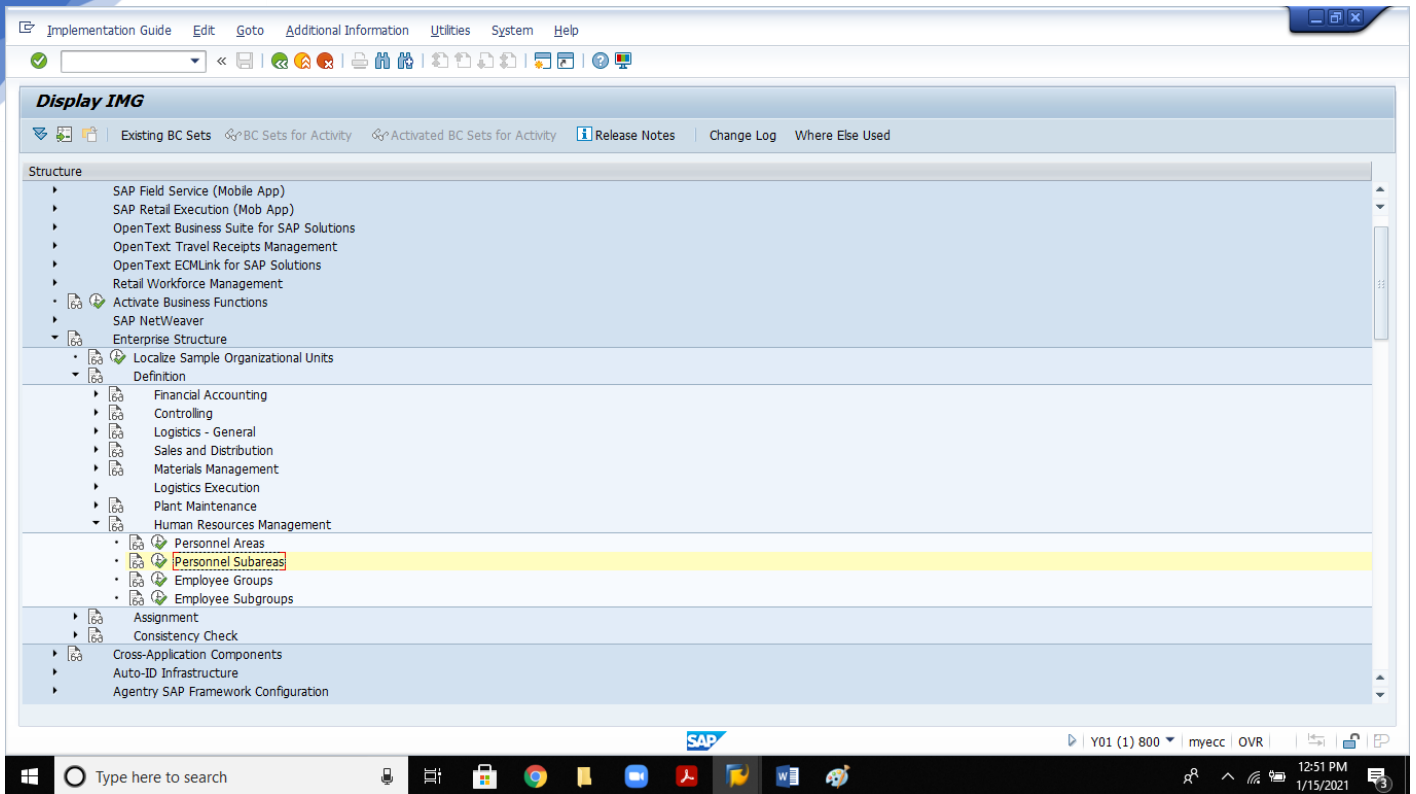 Implementation Guide Edit Goto Additional Information Utilities System Help
Display IMG
Existing BC Sets BC Sets for Activity Activated BC Sets for Activity Release Notes Change Log Where Else Used
Structure
SAP Field Service (Mobile App)
SAP Retail Execution (Mob App)
OpenText Business Suite for SAP Solutions
OpenText Travel Receipts Management
OpenText ECMLink for SAP Solutions
Retail Workforce Management
Activate Business Functions
SAP NetWeaver
Enterprise Structure
Localize Sample Organizational Units
Definition
Financial Accounting
Controlling
Logistics - General
Sales and Distribution
Materials Management
Logistics Execution
Plant Maintenance
Human Resources Management
Personnel Areas
Personnel Subareas
Employee Groups
Employee Subgroups
Assignment
Consistency Check
Cross-Application Components
Auto-ID Infrastructure
Agentry SAP Framework Configuration
SAP Y01 (1) 800 myecc OVR
Type here to search
12:51 PM
1/15/2021
3